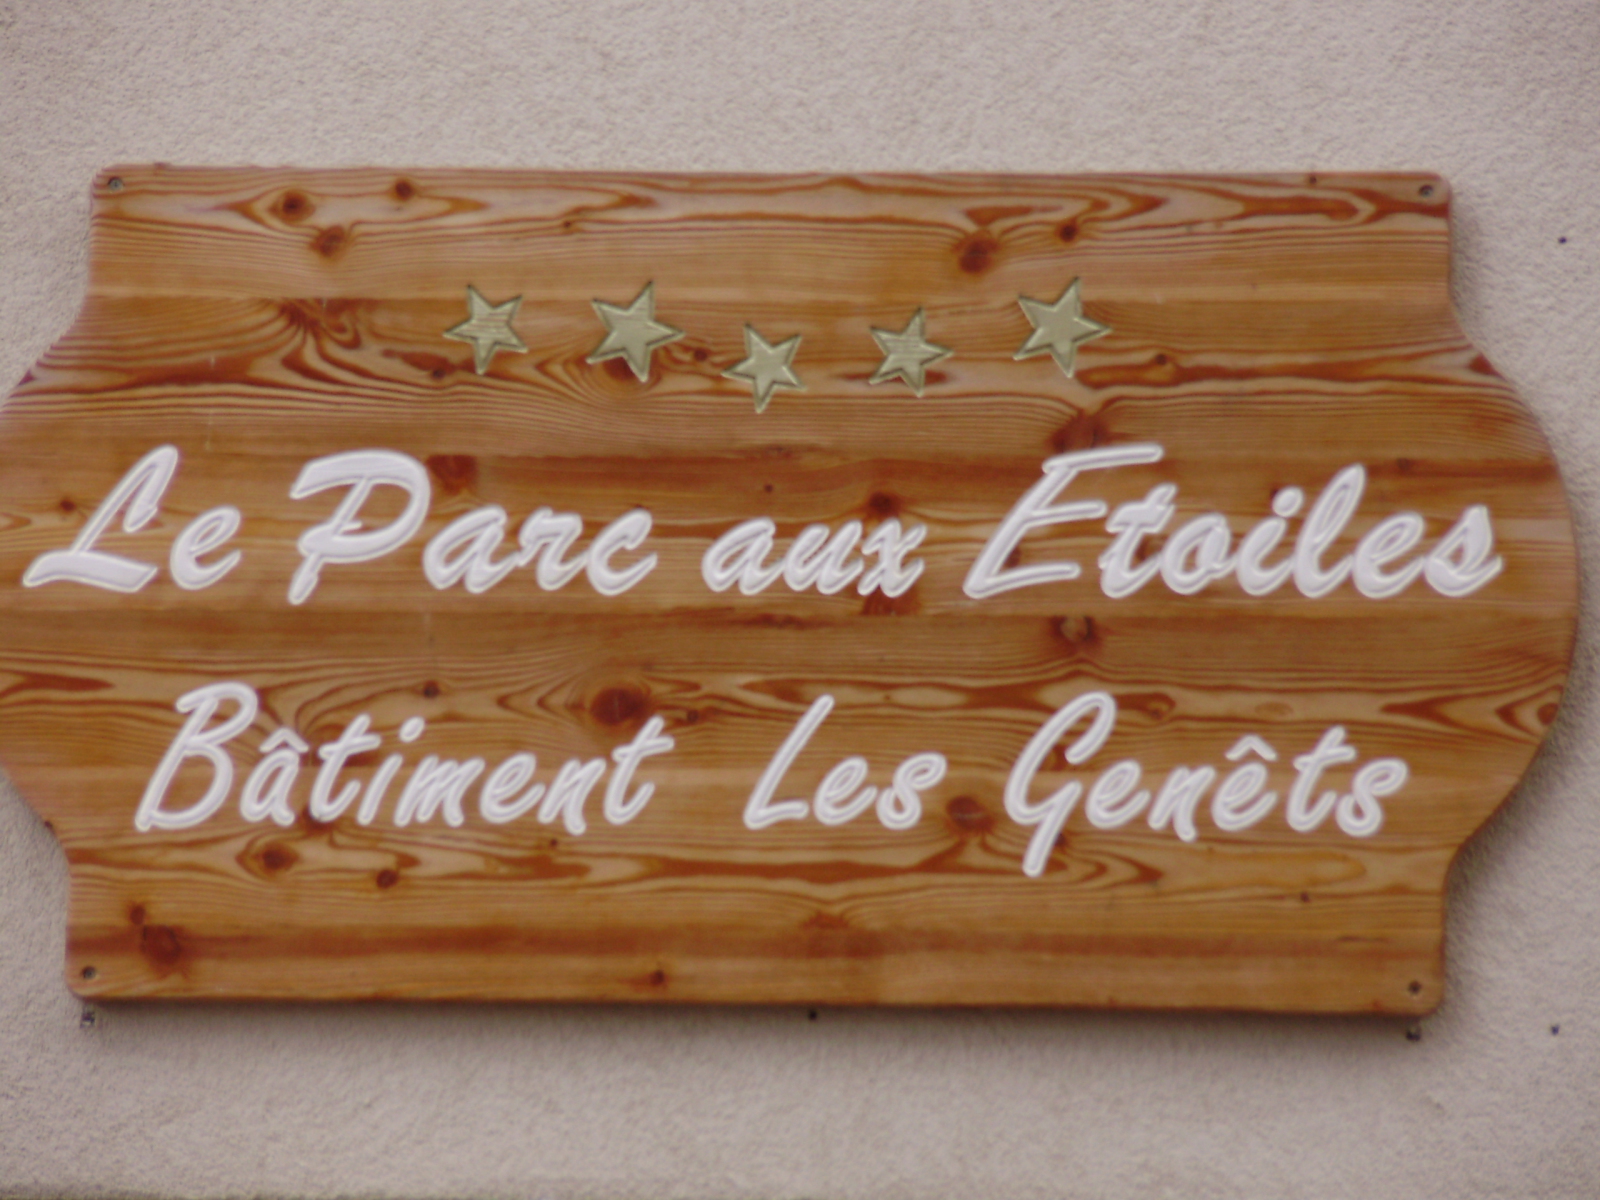 Le Parc aux Etoiles
Bâtiment Les Genêts